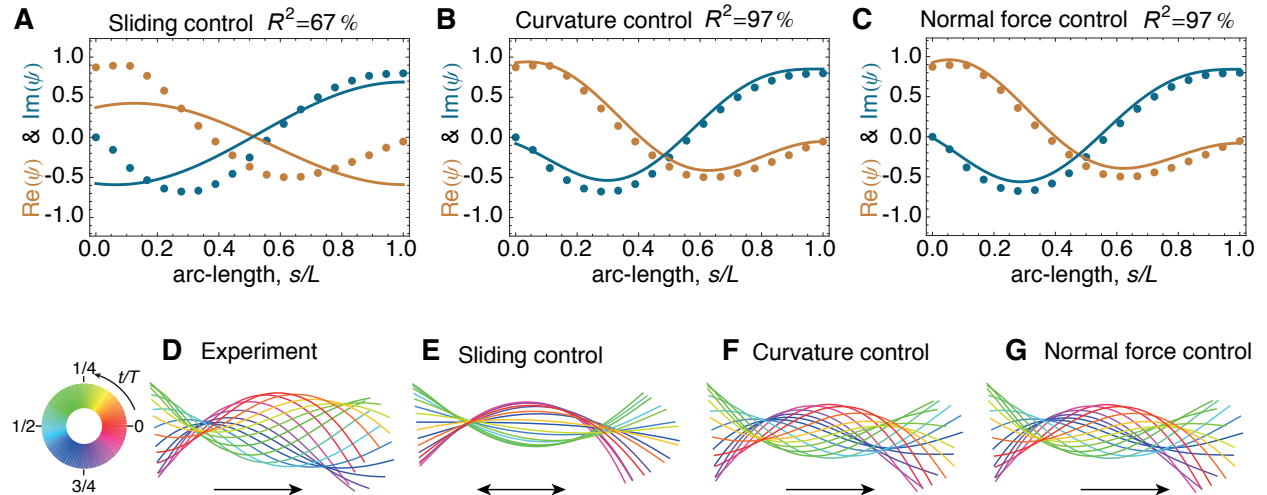 A Sliding control R²=67 %
B Curvature control R²=97 %
C Normal force control R²=97 %
Re(ψ) & Im(ψ)
1.0
0.5
0.0
-0.5
-1.0
0.0 0.2 0.4 0.6 0.8 1.0
arc-length, s/L
Re(ψ) & Im(ψ)
1.0
0.5
0.0
-0.5
-1.0
0.0 0.2 0.4 0.6 0.8 1.0
arc-length, s/L
Re(ψ) & Im(ψ)
1.0
0.5
0.0
-0.5
-1.0
0.0 0.2 0.4 0.6 0.8 1.0
arc-length, s/L
1/4 t/T
1/2 0
3/4
D Experiment
E Sliding control
F Curvature control
G Normal force control